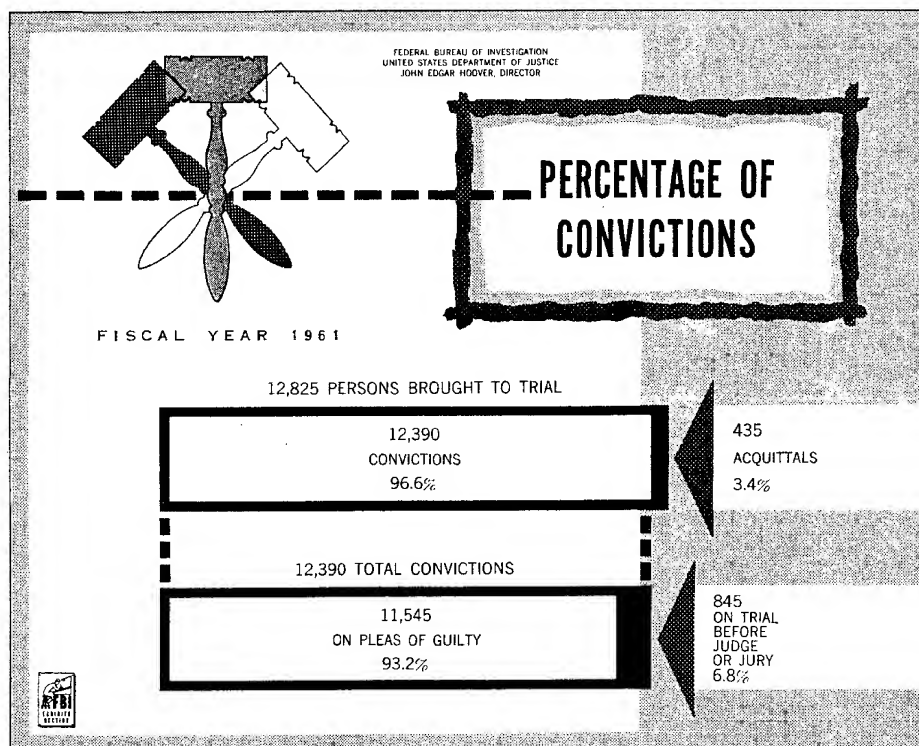 FEDERAL BUREAU OF INVESTIGATION
UNITED STATES DEPARTMENT OF JUSTICE
JOHN EDGAR HOOVER, DIRECTOR
PERCENTAGE OF
CONVICTIONS
FISCAL YEAR 1961
12,825 PERSONS BROUGHT TO TRIAL
12,390
CONVICTIONS
96.6%
435
ACQUITTALS
3.4%
12,390 TOTAL CONVICTIONS
11,545
ON PLEAS OF GUILTY
93.2%
845
ON TRIAL
BEFORE
JUDGE
OR JURY
6.8%
FBI
EXHIBITS
SECTION